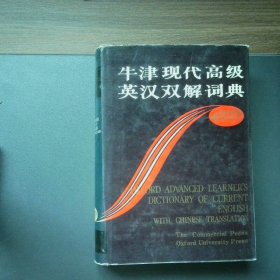 牛津现代高级
英汉双解词典
ORD ADVANCED LEARNER'S
DICTIONARY OF CURRENT
ENGLISH
WITH CHINESE TRANSLATION
The Commercial Press
Oxford University Press